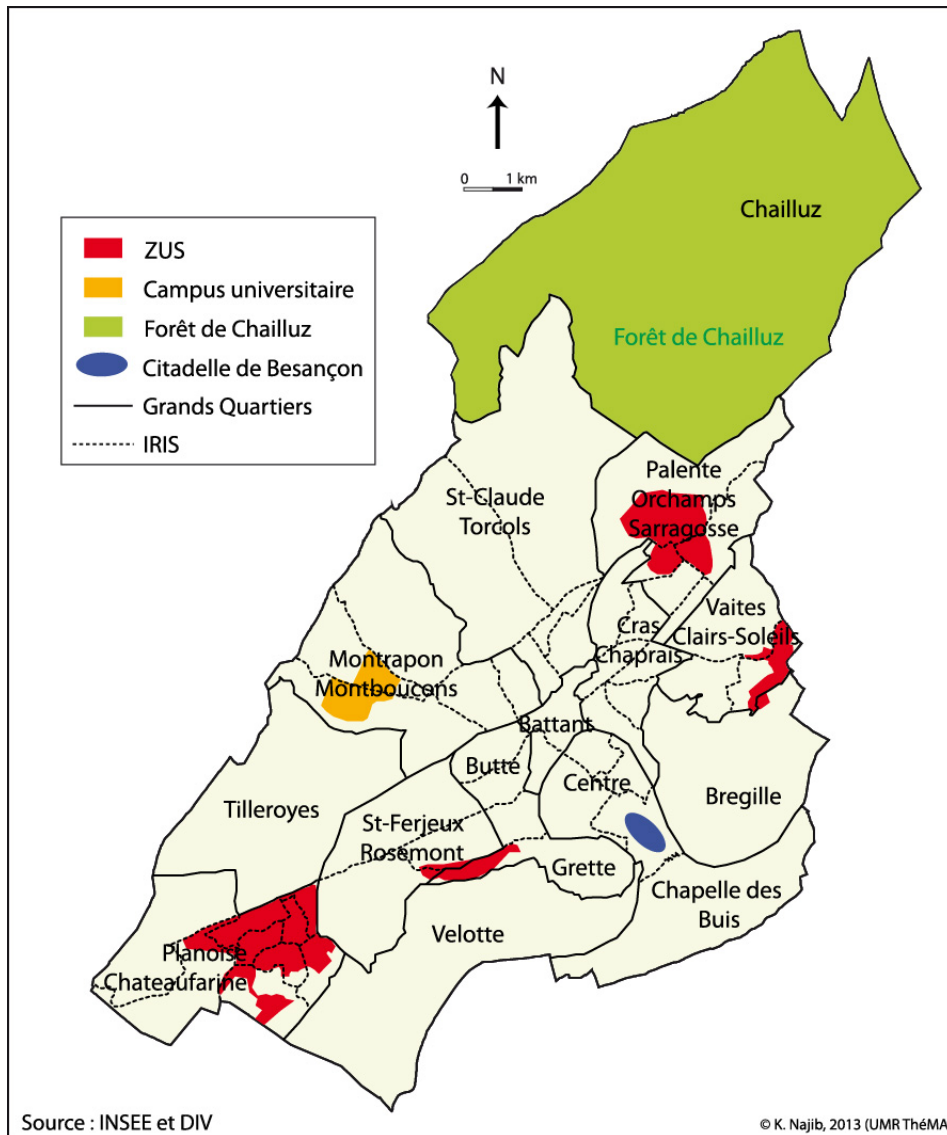 N
0 1 km
Chailluz
ZUS
Campus universitaire
Forêt de Chailluz
Citadelle de Besançon
Grands Quartiers
IRIS
Forêt de Chailluz
Palente
Orchamps
Sarragosse
St-Claude
Torcols
Vaites
Clairs-Soleils
Cras
Chaprais
Montrapon
Montboucons
Battant
Butte
Centre
Bregille
Tilleroyes
St-Ferjeux
Rosemont
Grette
Chapelle des
Buis
Velotte
Planoise
Chateaufarine
Source : INSEE et DIV
© K. Najib, 2013 (UMR ThéMA